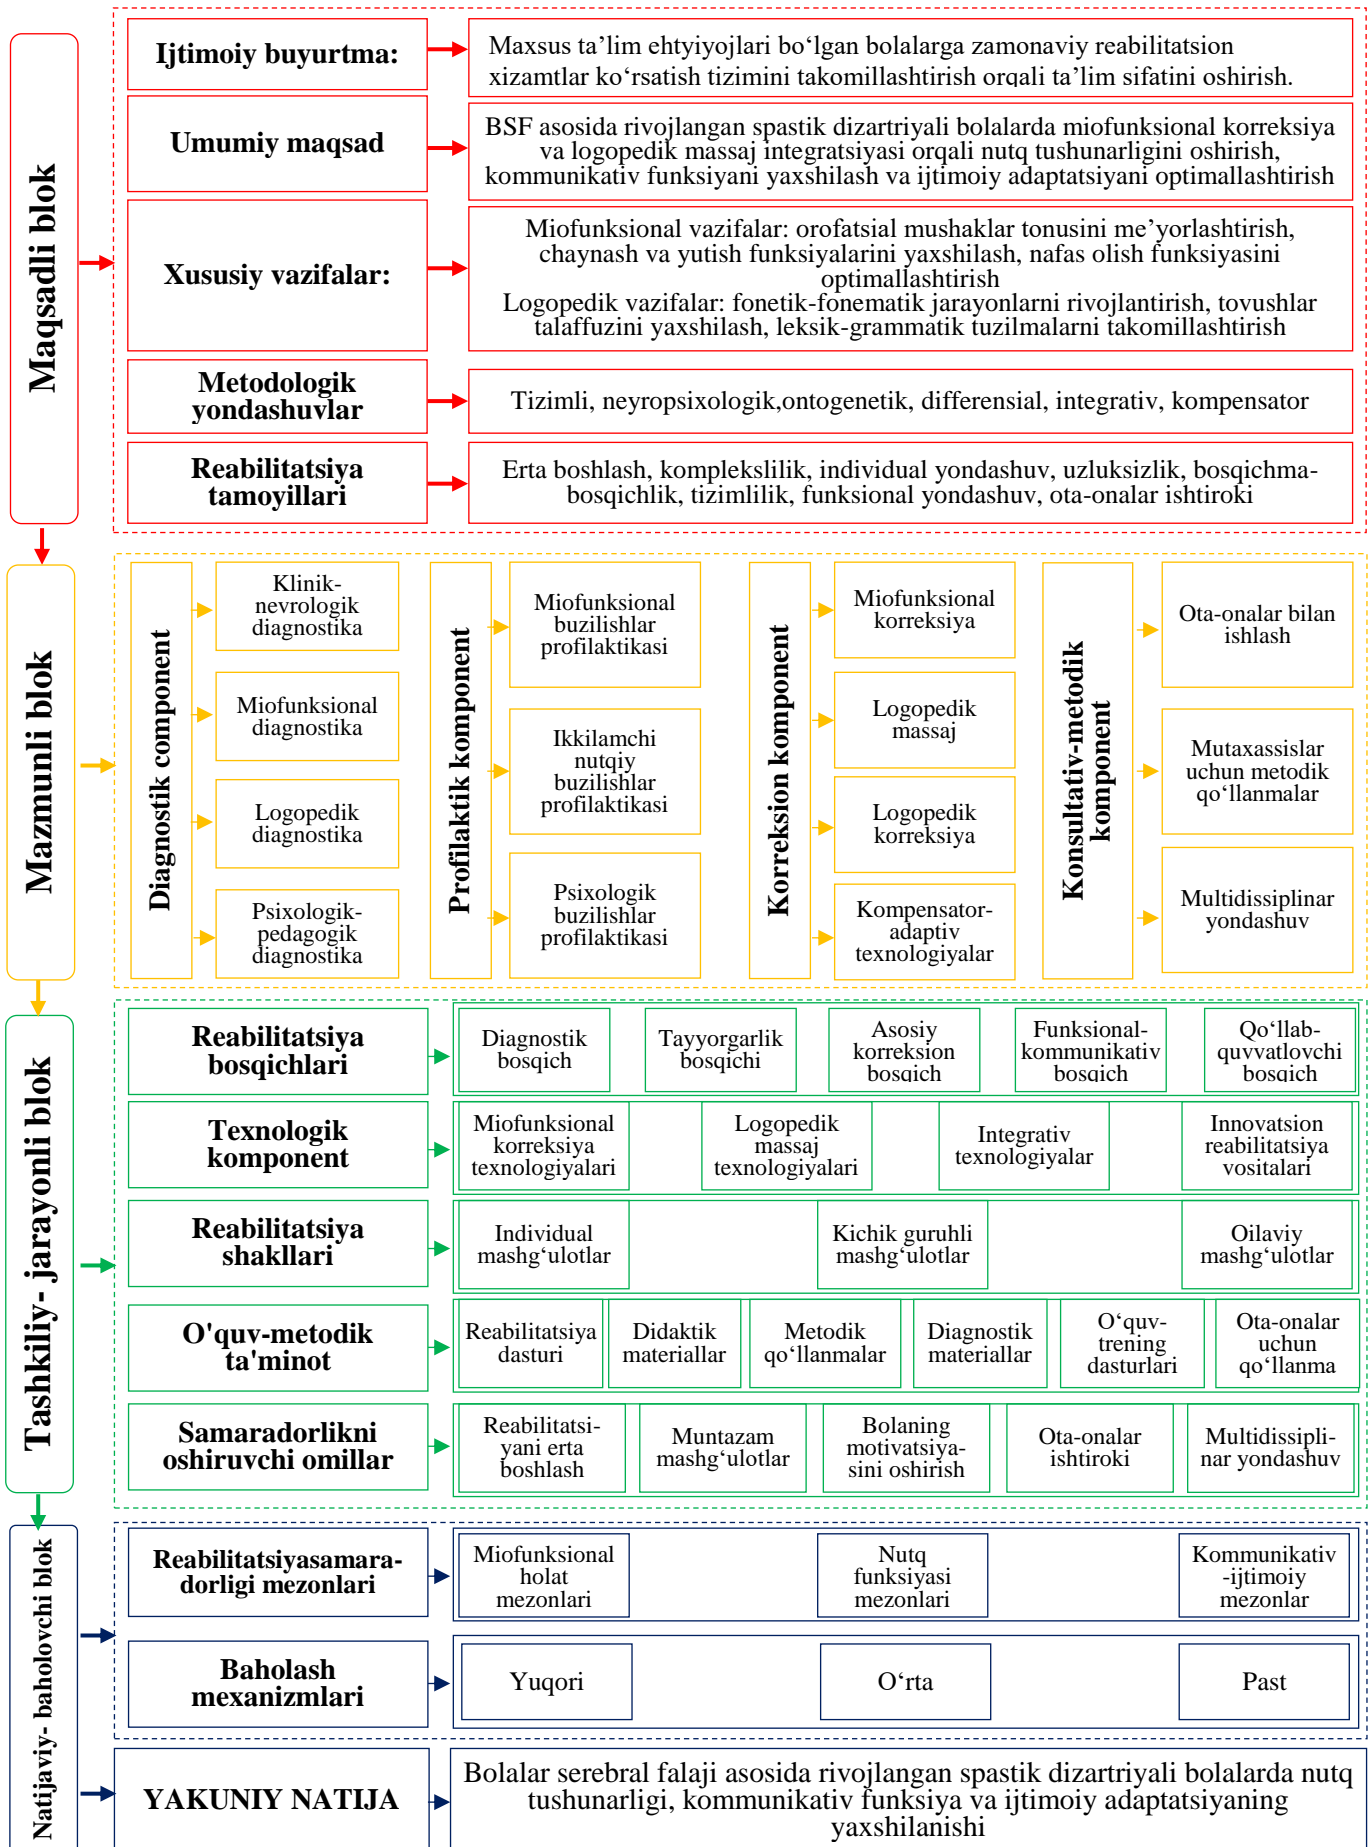 Maqsadli blok
Ijtimoiy buyurtma:
Maxsus ta’lim ehtyiyojlari bo‘lgan bolalarga zamonaviy reabilitatsion
xizamtlar ko‘rsatish tizimini takomillashtirish orqali ta’lim sifatini oshirish.
Umumiy maqsad
BSF asosida rivojlangan spastik dizartriyali bolalarda miofunksional korreksiya
va logopedik massaj integratsiyasi orqali nutq tushunarligini oshirish,
kommunikativ funksiyani yaxshilash va ijtimoiy adaptatsiyani optimallashtirish
Xususiy vazifalar:
Miofunksional vazifalar: orofatsial mushaklar tonusini me’yorlashtirish,
chaynash va yutish funksiyalarini yaxshilash, nafas olish funksiyasini
optimallashtirish
Logopedik vazifalar: fonetik-fonematik jarayonlarni rivojlantirish, tovushlar
talaffuzini yaxshilash, leksik-grammatik tuzilmalarni takomillashtirish
Metodologik
yondashuvlar
Tizimli, neyropsixologik,ontogenetik, differensial, integrativ, kompensator
Reabilitatsiya
tamoyillari
Erta boshlash, komplekslilik, individual yondashuv, uzluksizlik, bosqichma-
bosqichlik, tizimlilik, funksional yondashuv, ota-onalar ishtiroki
Mazmunli blok
Diagnostik component
Klinik-
nevrologik
diagnostika
Miofunksional
diagnostika
Logopedik
diagnostika
Psixologik-
pedagogik
diagnostika
Profilaktik komponent
Miofunksional
buzilishlar
profilaktikasi
Ikkilamchi
nutqiy
buzilishlar
profilaktikasi
Psixologik
buzilishlar
profilaktikasi
Korreksion komponent
Miofunksional
korreksiya
Logopedik
massaj
Logopedik
korreksiya
Kompensator-
adaptiv
texnologiyalar
Konsultativ-metodik
komponent
Ota-onalar bilan
ishlash
Mutaxassislar
uchun metodik
qo‘llanmalar
Multidissiplinar
yondashuv
Tashkiliy- jarayonli blok
Reabilitatsiya
bosqichlari
Diagnostik
bosqich
Tayyorgarlik
bosqichi
Asosiy
korreksion
bosqich
Funksional-
kommunikativ
bosqich
Qo‘llab-
quvvatlovchi
bosqich
Texnologik
komponent
Miofunksional
korreksiya
texnologiyalari
Logopedik
massaj
texnologiyalari
Integrativ
texnologiyalar
Innovatsion
reabilitatsiya
vositalari
Reabilitatsiya
shakllari
Individual
mashg‘ulotlar
Kichik guruhli
mashg‘ulotlar
Oilaviy
mashg‘ulotlar
O'quv-metodik
ta'minot
Reabilitatsiya
dasturi
Didaktik
materiallar
Metodik
qo‘llanmalar
Diagnostik
materiallar
O‘quv-
trening
dasturlari
Ota-onalar
uchun
qo‘llanma
Samaradorlikni
oshiruvchi omillar
Reabilitatsi-
yani erta
boshlash
Muntazam
mashg‘ulotlar
Bolaning
motivatsiya-
sini oshirish
Ota-onalar
ishtiroki
Multidissipli-
nar yondashuv
Natijaviy- baholovchi blok
Reabilitatsiyasamara-
dorligi mezonlari
Miofunksional
holat
mezonlari
Nutq
funksiyasi
mezonlari
Kommunikativ
-ijtimoiy
mezonlar
Baholash
mexanizmlari
Yuqori
O‘rta
Past
YAKUNIY NATIJA
Bolalar serebral falaji asosida rivojlangan spastik dizartriyali bolalarda nutq
tushunarligi, kommunikativ funksiya va ijtimoiy adaptatsiyaning
yaxshilanishi